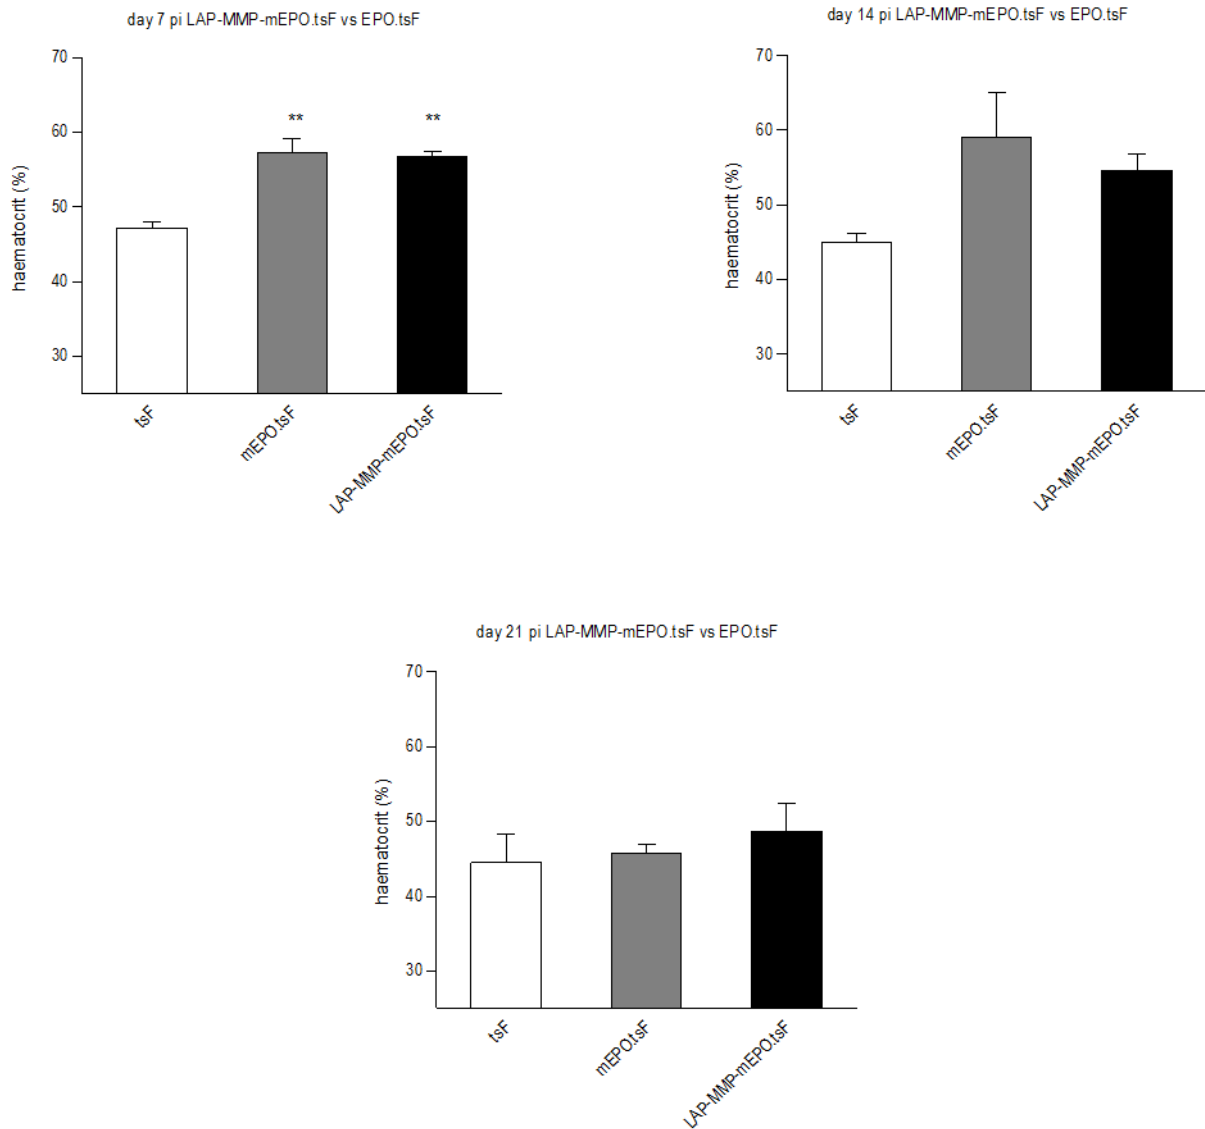 day 7 pi LAP-MMP-mEPO.tsF vs EPO.tsF
haematocrit (%)
70
60
50
40
30
** **
tsF
mEPO.tsF
LAP-MMP-mEPO.tsF
day 14 pi LAP-MMP-mEPO.tsF vs EPO.tsF
haematocrit (%)
70
60
50
40
30
tsF
mEPO.tsF
LAP-MMP-mEPO.tsF
day 21 pi LAP-MMP-mEPO.tsF vs EPO.tsF
haematocrit (%)
70
60
50
40
30
tsF
mEPO.tsF
LAP-MMP-mEPO.tsF